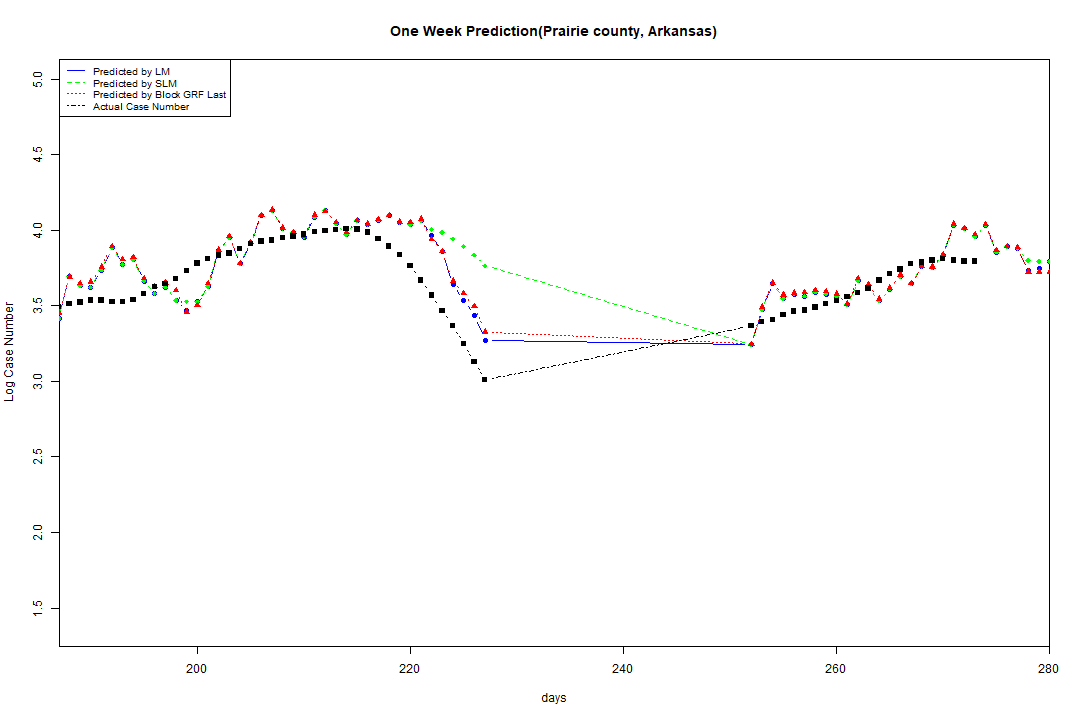 One Week Prediction(Prairie county, Arkansas)
Predicted by LM
Predicted by SLM
Predicted by Block GRF Last
Actual Case Number
5.0
4.5
4.0
3.5
3.0
2.5
2.0
1.5
Log Case Number
200
220
240
260
280
days